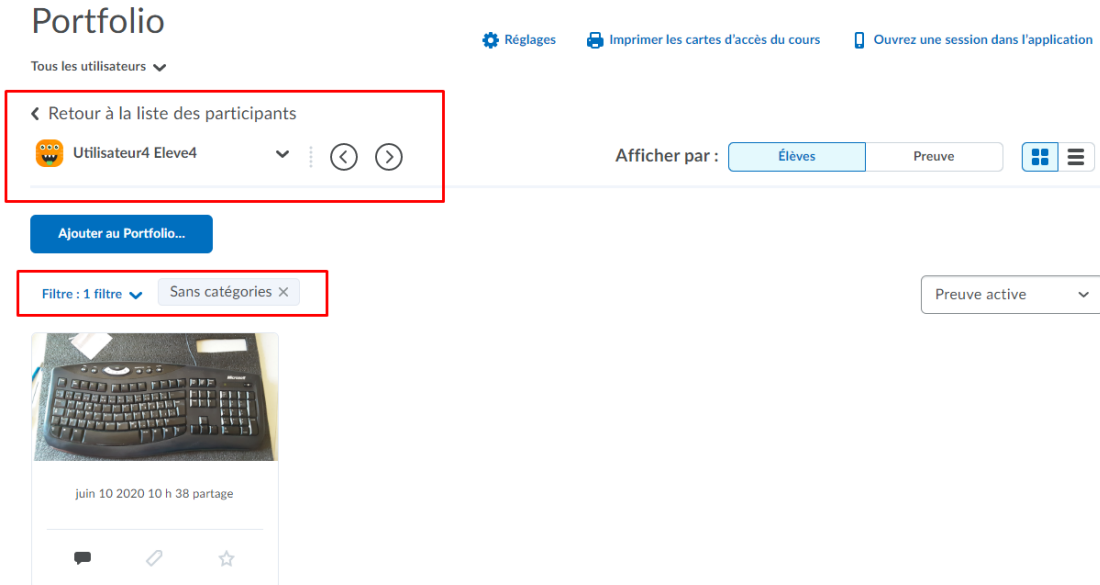 Portfolio
Réglages
Imprimer les cartes d'accès du cours
Ouvrez une session dans l'application
Tous les utilisateurs
Retour à la liste des participants
Utilisateur4 Eleve4
Afficher par :
Élèves
Preuve
Ajouter au Portfolio...
Filtre : 1 filtre
Sans catégories
Preuve active
Microsoft
juin 10 2020 10 h 38 partage